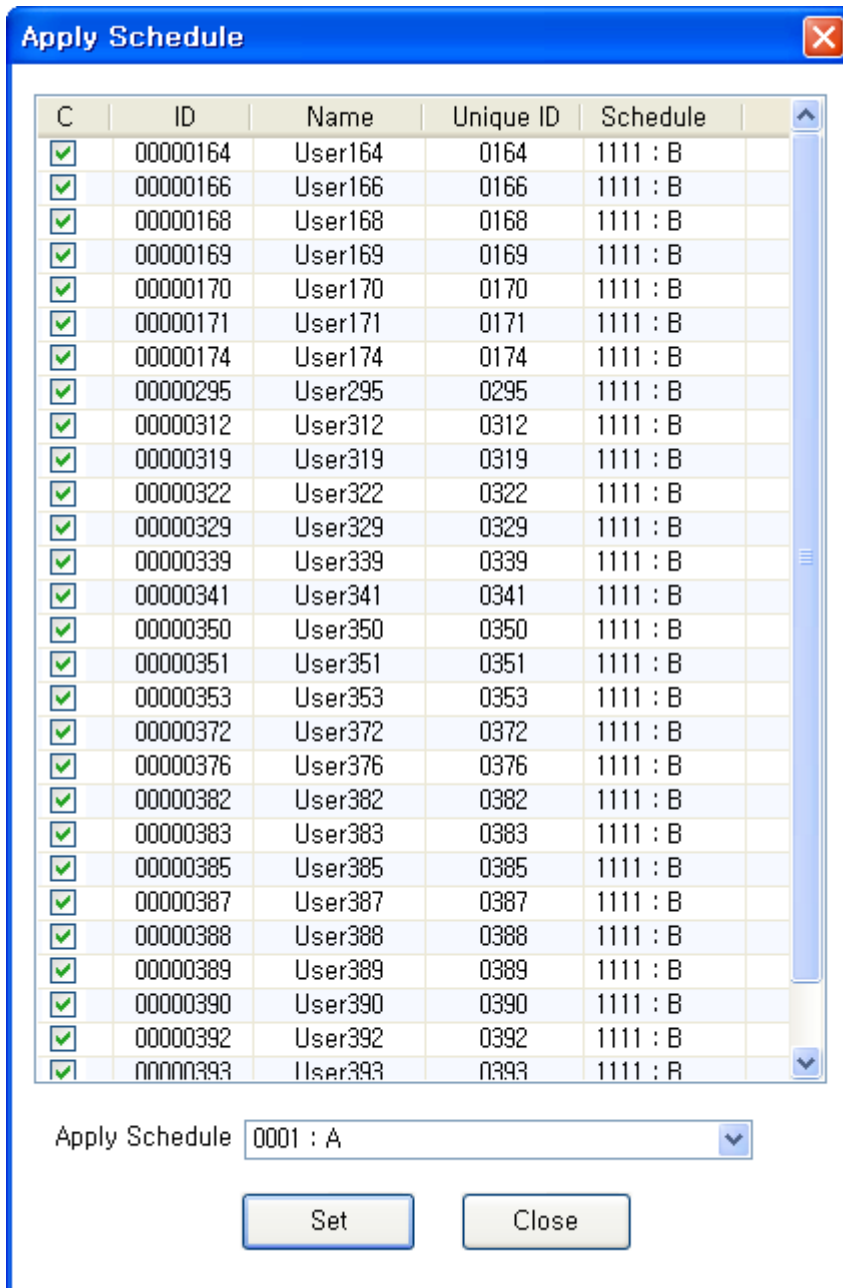 Apply Schedule
C ID Name Unique ID Schedule
00000164 User164 0164 1111 : B
00000166 User166 0166 1111 : B
00000168 User168 0168 1111 : B
00000169 User169 0169 1111 : B
00000170 User170 0170 1111 : B
00000171 User171 0171 1111 : B
00000174 User174 0174 1111 : B
00000295 User295 0295 1111 : B
00000312 User312 0312 1111 : B
00000319 User319 0319 1111 : B
00000322 User322 0322 1111 : B
00000329 User329 0329 1111 : B
00000339 User339 0339 1111 : B
00000341 User341 0341 1111 : B
00000350 User350 0350 1111 : B
00000351 User351 0351 1111 : B
00000353 User353 0353 1111 : B
00000372 User372 0372 1111 : B
00000376 User376 0376 1111 : B
00000382 User382 0382 1111 : B
00000383 User383 0383 1111 : B
00000385 User385 0385 1111 : B
00000387 User387 0387 1111 : B
00000388 User388 0388 1111 : B
00000389 User389 0389 1111 : B
00000390 User390 0390 1111 : B
00000392 User392 0392 1111 : B
00000393 User393 0393 1111 : B
Apply Schedule 0001 : A
Set Close